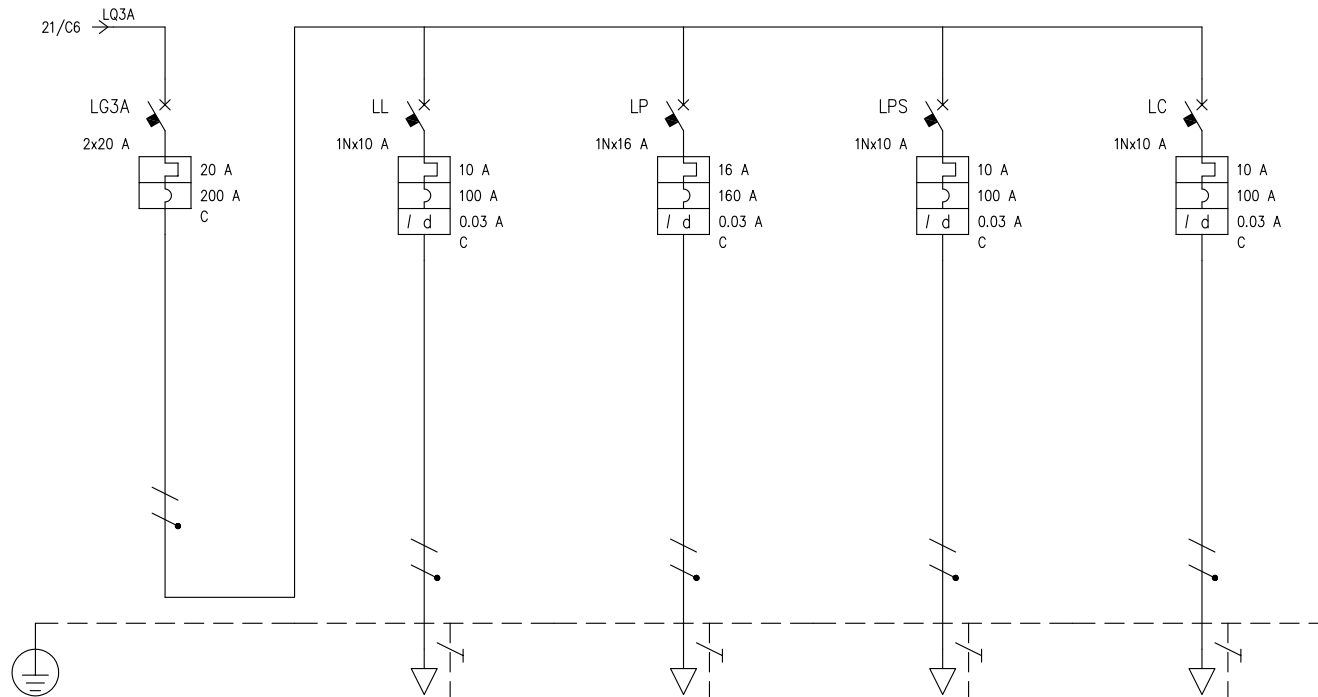 LQ3A
21/C6
LG3A
2x20 A
20 A
200 A
C
LL
1Nx10 A
10 A
100 A
I d
0.03 A
C
LP
1Nx16 A
16 A
160 A
I d
0.03 A
C
LPS
1Nx10 A
10 A
100 A
I d
0.03 A
C
LC
1Nx10 A
10 A
100 A
I d
0.03 A
C